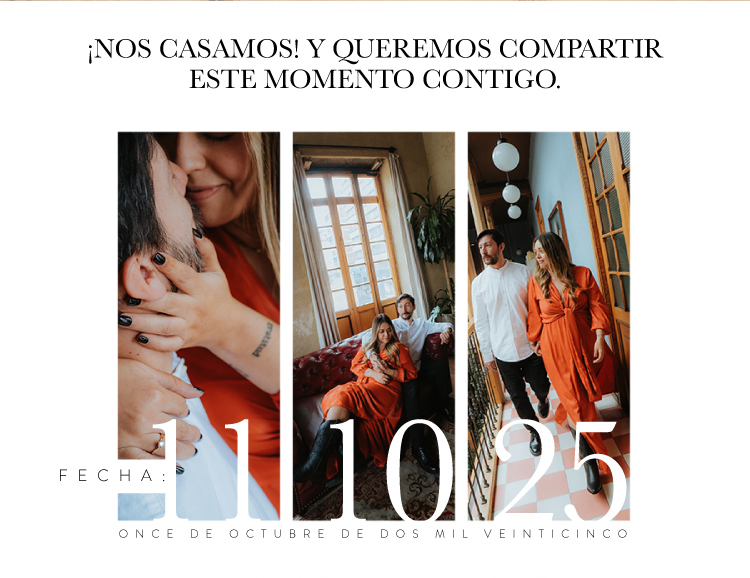 ¡NOS CASAMOS! Y QUEREMOS COMPARTIR
ESTE MOMENTO CONTIGO.
FECHA: 11 10 25
ONCE DE OCTUBRE DE DOS MIL VEINTICINCO